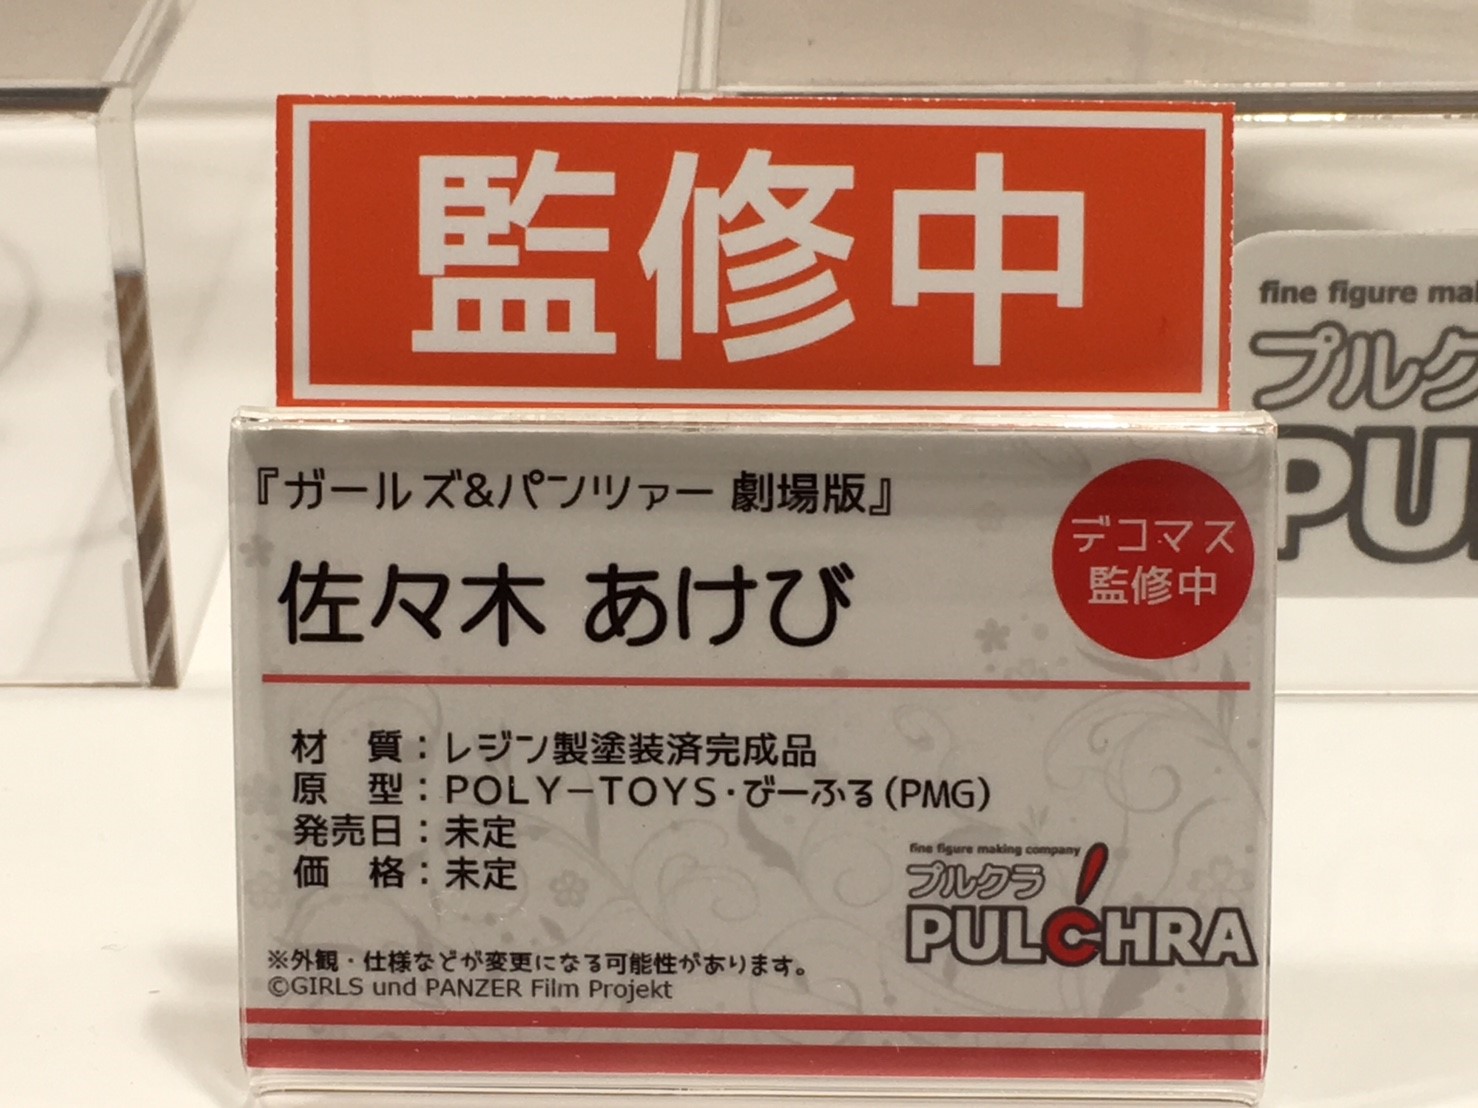 監修中
『ガールズ&パンツァー 劇場版』
デコマス
監修中
佐々木 あけび
材　質：レジン製塗装済完成品
原　型：POLY−TOYS・びーふる(PMG)
発売日：未定
価　格：未定
fine figure making company
プルクラ
PULCHRA
※外観・仕様などが変更になる可能性があります。
©GIRLS und PANZER Film Projekt
fine figure
プルク
PU